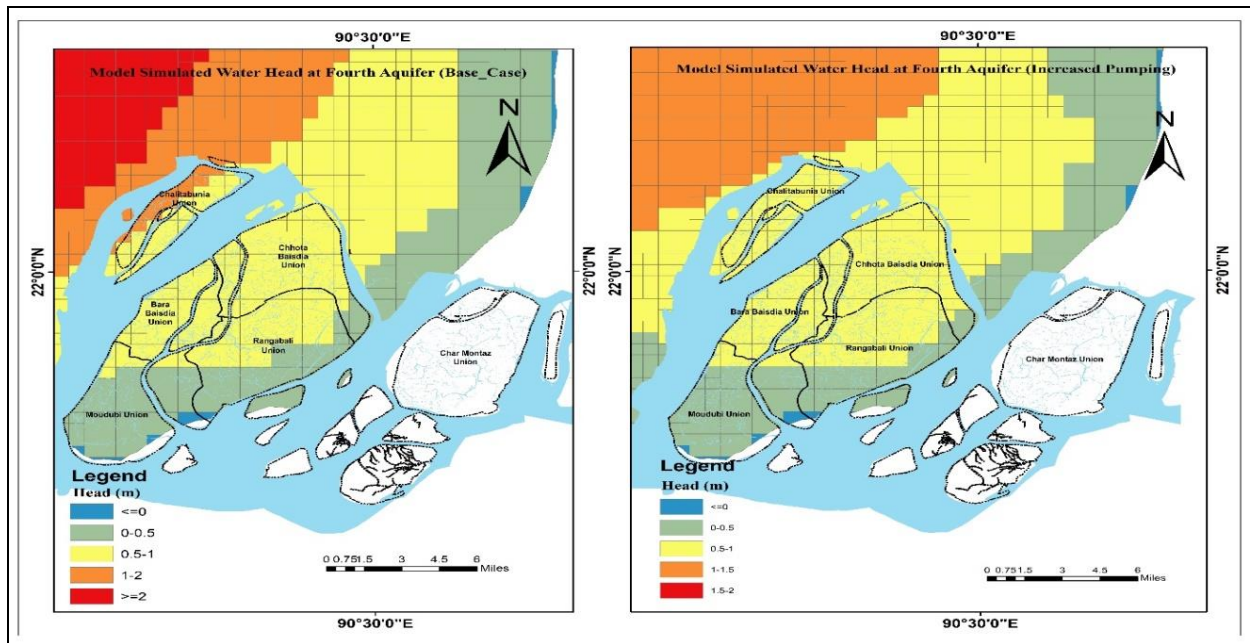 90°30'0"E
Model Simulated Water Head at Fourth Aquifer (Base_Case)
N
Chalitabunia
Union
22°0'0"N
Chhota
Baisdia
Union
Bara
Baisdia
Union
Rangabali
Union
Char Montaz
Union
Moudubi Union
Legend
Head (m)
<=0
0-0.5
0.5-1
1-2
>=2
0 0.75 1.5 3 4.5 6
Miles
90°30'0"E
90°30'0"E
Model Simulated Water Head at Fourth Aquifer (Increased Pumping)
N
Chalitabunia Union
22°0'0"N
22°0'0"N
Chhota Baisdia Union
Bara Baisdia Union
Rangabali Union
Char Montaz Union
Moudubi Union
Legend
Head (m)
<=0
0-0.5
0.5-1
1-1.5
1.5-2
0 0.75 1.5 3 4.5 6
Miles
90°30'0"E
22°0'0"N